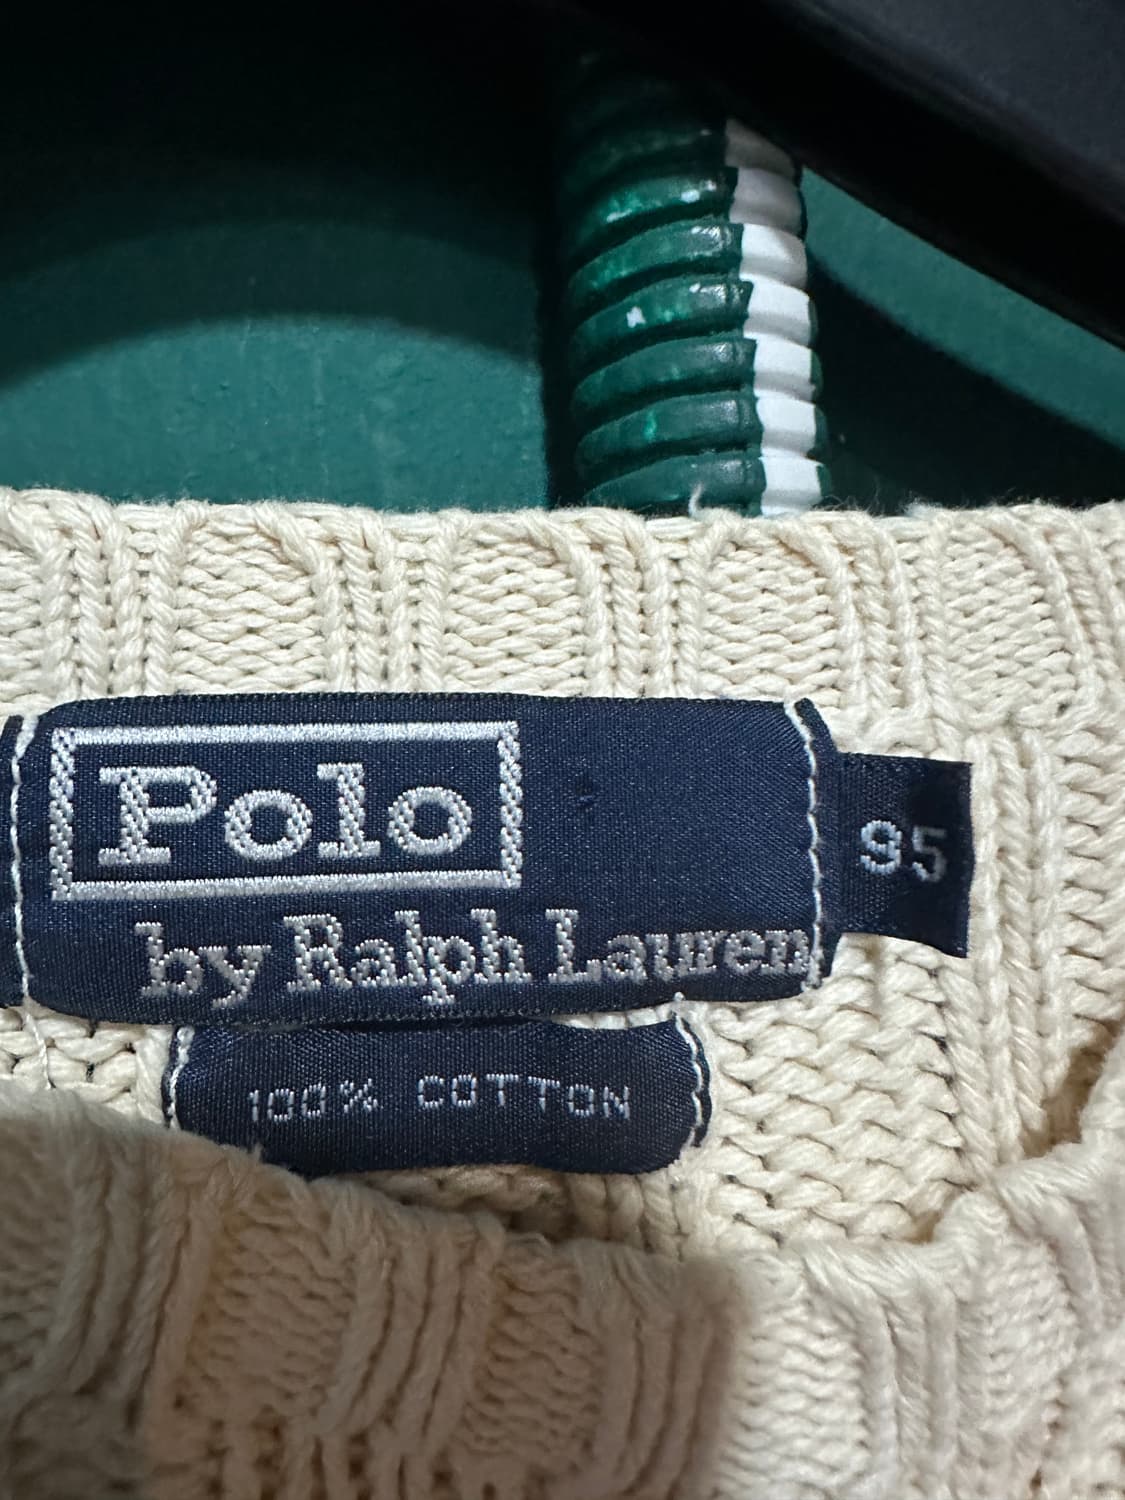 Polo
by Ralph Lauren
95
100% COTTON